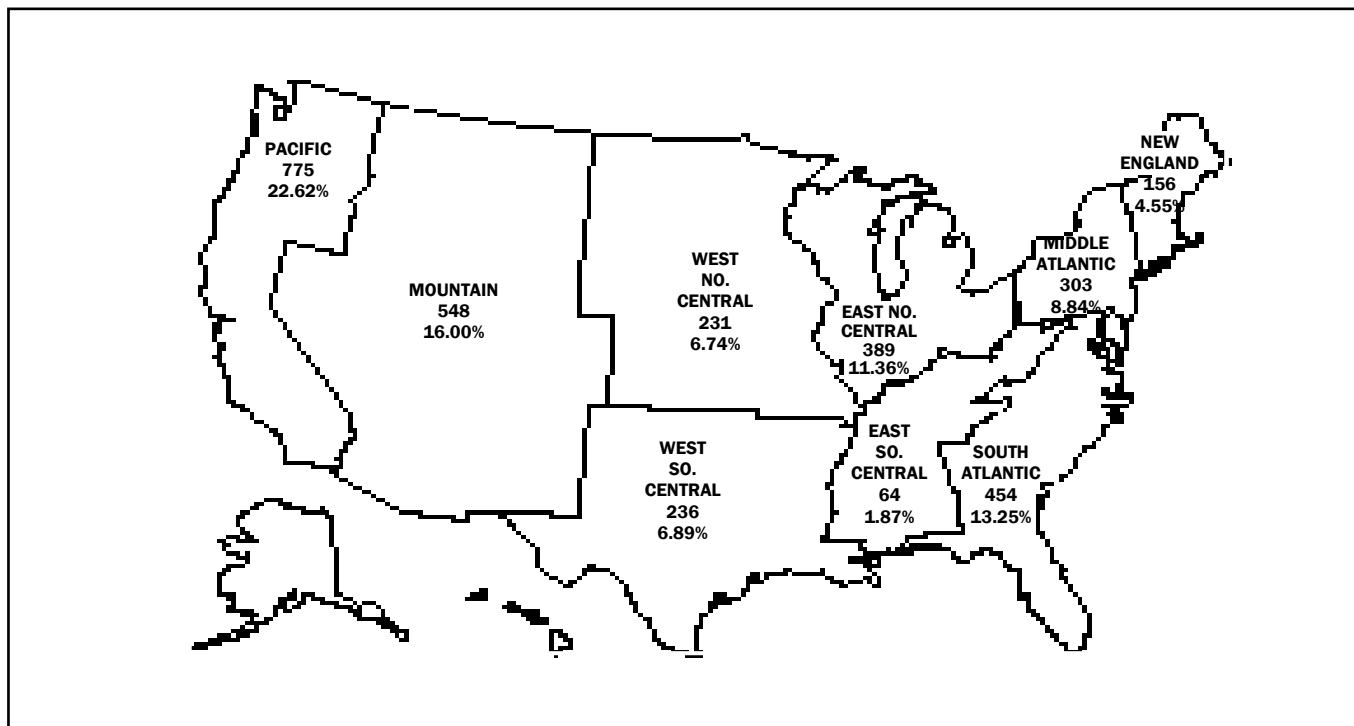 PACIFIC
775
22.62%
MOUNTAIN
548
16.00%
WEST
NO.
CENTRAL
231
6.74%
WEST
SO.
CENTRAL
236
6.89%
EAST NO.
CENTRAL
389
11.36%
EAST
SO.
CENTRAL
64
1.87%
SOUTH
ATLANTIC
454
13.25%
MIDDLE
ATLANTIC
303
8.84%
NEW
ENGLAND
156
4.55%